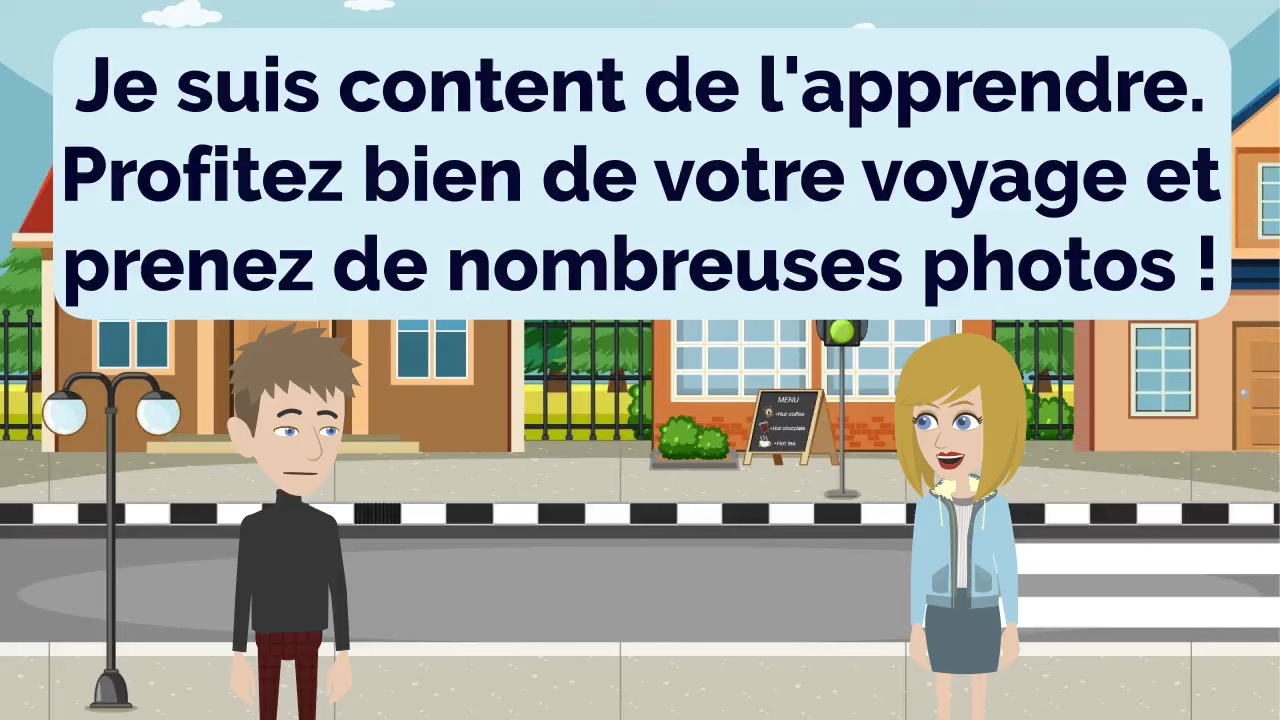 Je suis content de l'apprendre.
Profitez bien de votre voyage et
prenez de nombreuses photos !
MENU
•Hot coffee
•Hot chocolate
•Hot tea